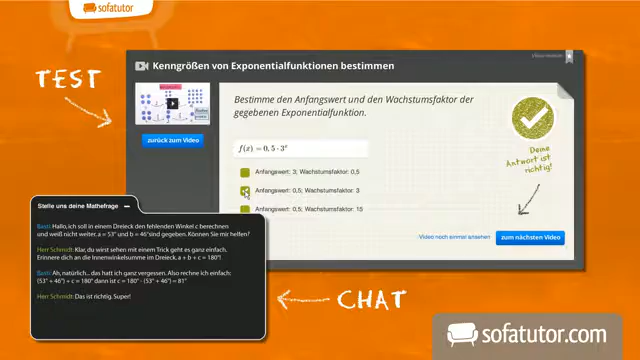 sofatutor
TEST
Kenngrößen von Exponentialfunktionen bestimmen
Bestimme den Anfangswert und den Wachstumsfaktor der
gegebenen Exponentialfunktion.
f(x) = 0,5 · 3ˣ
zurück zum Video
Anfangswert: 3; Wachstumsfaktor: 0,5
Anfangswert: 0,5; Wachstumsfaktor: 3
Anfangswert: 0,5; Wachstumsfaktor: 15
Deine
Antwort ist
richtig!
Video noch einmal ansehen
zum nächsten Video
Stelle uns deine Mathefrage
Basti: Hallo, ich soll in einem Dreieck den fehlenden Winkel c berechnen
und weiß nicht weiter. a = 53° und b = 46° sind gegeben. Können Sie mir helfen?
Herr Schmidt: Klar, du wirst sehen mit einem Trick geht es ganz einfach.
Erinnere dich an die Innenwinkelsumme im Dreieck, a + b + c = 180°!
Basti: Ah, natürlich... das hatt ich ganz vergessen. Also rechne ich einfach:
(53° + 46°) + c = 180° dann ist c = 180° - (53° + 46°) = 81°
Herr Schmidt: Das ist richtig. Super!
CHAT
sofatutor.com